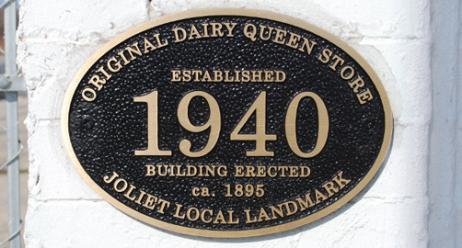 ORIGINAL DAIRY QUEEN STORE
ESTABLISHED
1940
BUILDING ERECTED
ca. 1895
JOLIET LOCAL LANDMARK